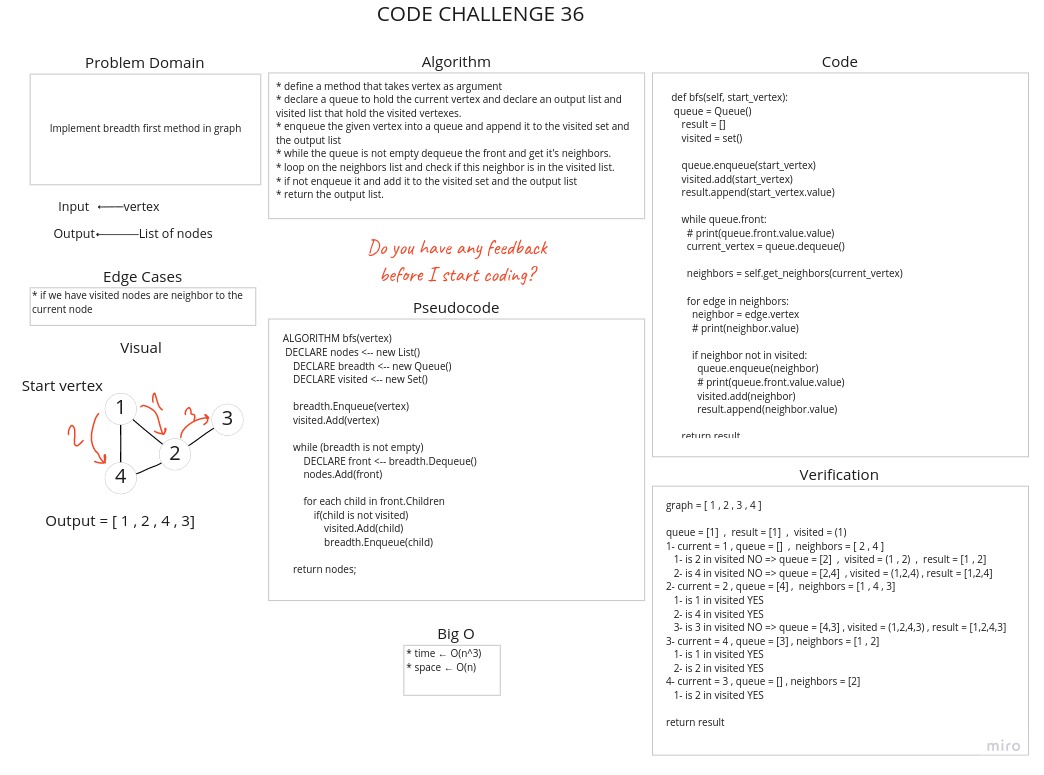 CODE CHALLENGE 36
Problem Domain
Implement breadth first method in graph
Input ←——vertex
Output←———List of nodes
Edge Cases
* if we have visited nodes are neighbor to the
current node
Visual
Start vertex
1
1
3
3
2
2
4
Output = [ 1 , 2 , 4 , 3]
Algorithm
* define a method that takes vertex as argument
* declare a queue to hold the current vertex and declare an output list and
visited list that hold the visited vertexes.
* enqueue the given vertex into a queue and append it to the visited set and
the output list
* while the queue is not empty dequeue the front and get it's neighbors.
* loop on the neighbors list and check if this neighbor is in the visited list.
* if not enqueue it and add it to the visited set and the output list
* return the output list.
Do you have any feedback
before I start coding?
Pseudocode
ALGORITHM bfs(vertex)
DECLARE nodes <-- new List()
DECLARE breadth <-- new Queue()
DECLARE visited <-- new Set()
breadth.Enqueue(vertex)
visited.Add(vertex)
while (breadth is not empty)
DECLARE front <-- breadth.Dequeue()
nodes.Add(front)
for each child in front.Children
if(child is not visited)
visited.Add(child)
breadth.Enqueue(child)
return nodes;
Big O
* time ← O(n^3)
* space ← O(n)
Code
def bfs(self, start_vertex):
queue = Queue()
result = []
visited = set()
queue.enqueue(start_vertex)
visited.add(start_vertex)
result.append(start_vertex.value)
while queue.front:
# print(queue.front.value.value)
current_vertex = queue.dequeue()
neighbors = self.get_neighbors(current_vertex)
for edge in neighbors:
neighbor = edge.vertex
# print(neighbor.value)
if neighbor not in visited:
queue.enqueue(neighbor)
# print(queue.front.value.value)
visited.add(neighbor)
result.append(neighbor.value)
return result
Verification
graph = [ 1 , 2 , 3 , 4 ]
queue = [1] , result = [1] , visited = (1)
1- current = 1 , queue = [] , neighbors = [ 2 , 4 ]
1- is 2 in visited NO => queue = [2] , visited = (1 , 2) , result = [1 , 2]
2- is 4 in visited NO => queue = [2,4] , visited = (1,2,4) , result = [1,2,4]
2- current = 2 , queue = [4] , neighbors = [1 , 4 , 3]
1- is 1 in visited YES
2- is 4 in visited YES
3- is 3 in visited NO => queue = [4,3] , visited = (1,2,4,3) , result = [1,2,4,3]
3- current = 4 , queue = [3] , neighbors = [1 , 2]
1- is 1 in visited YES
2- is 2 in visited YES
4- current = 3 , queue = [] , neighbors = [2]
1- is 2 in visited YES
return result
miro